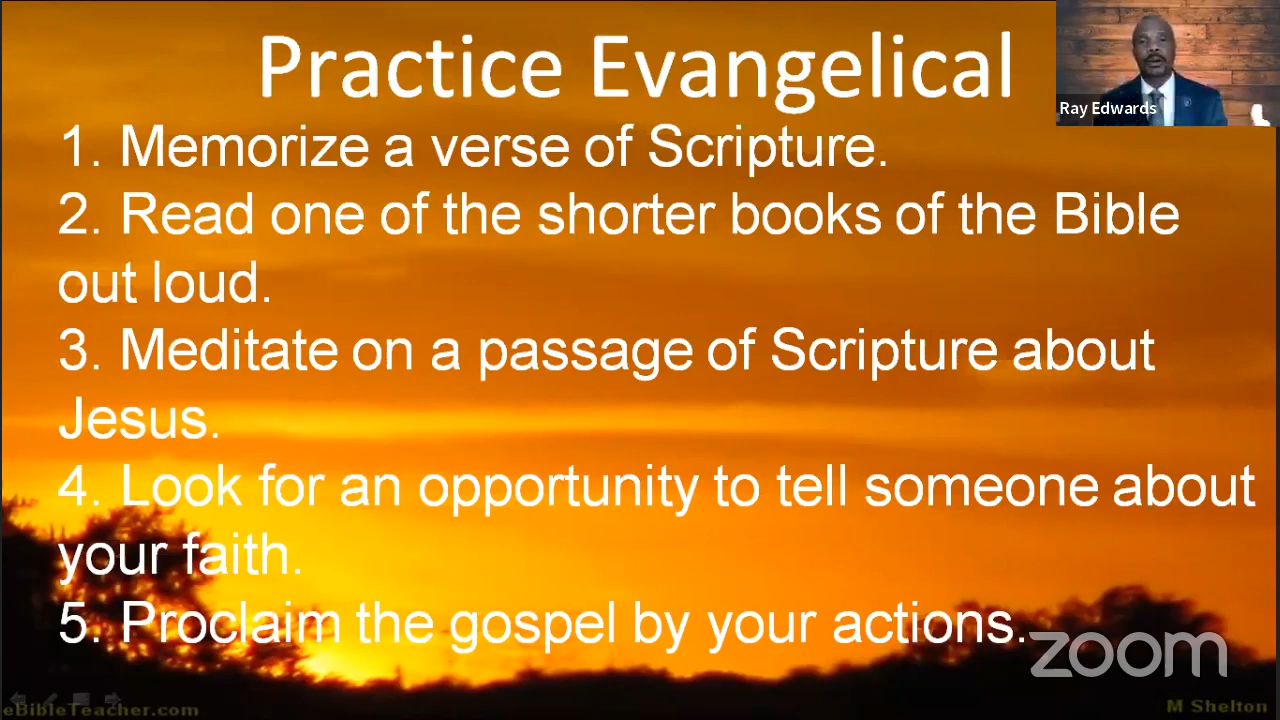 Practice Evangelical
Ray Edwards
1. Memorize a verse of Scripture.
2. Read one of the shorter books of the Bible
out loud.
3. Meditate on a passage of Scripture about
Jesus.
4. Look for an opportunity to tell someone about
your faith.
5. Proclaim the gospel by your actions.
zoom
eBibleTeacher.com
M Shelton